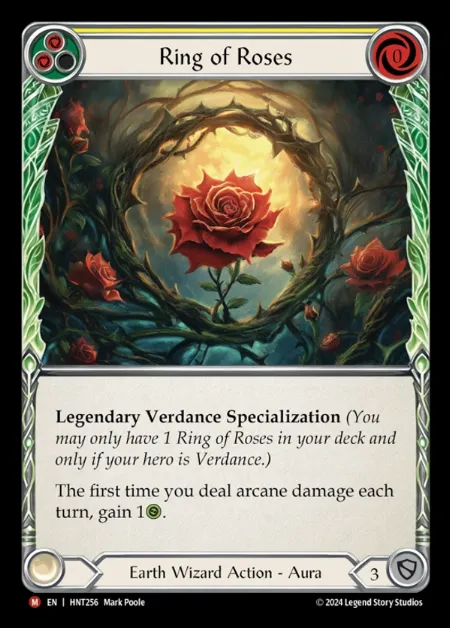 Ring of Roses
0
Legendary Verdance Specialization (You
may only have 1 Ring of Roses in your deck and
only if your hero is Verdance.)
The first time you deal arcane damage each
turn, gain 1.
Earth Wizard Action - Aura
3
M EN | HNT256 Mark Poole
© 2024 Legend Story Studios